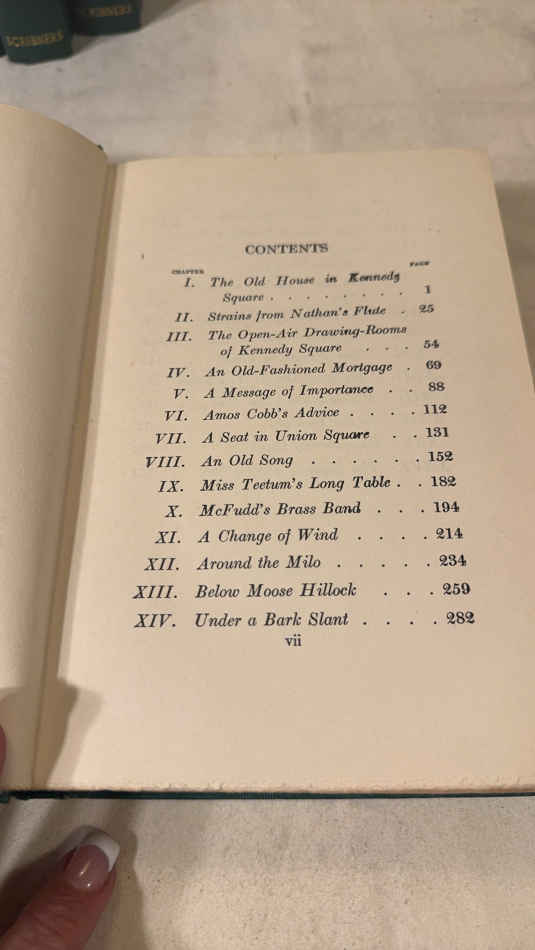 SCRIBNERS
SCRIBNERS
CONTENTS
CHAPTER PAGE
I. The Old House in Kennedy
Square . . . . . . . . 1
II. Strains from Nathan's Flute . 25
III. The Open-Air Drawing-Rooms
of Kennedy Square . . . 54
IV. An Old-Fashioned Mortgage . 69
V. A Message of Importance . . 88
VI. Amos Cobb's Advice . . . . 112
VII. A Seat in Union Square . . 131
VIII. An Old Song . . . . . . 152
IX. Miss Teetum's Long Table . . 182
X. McFudd's Brass Band . . . 194
XI. A Change of Wind . . . . 214
XII. Around the Milo . . . . . 234
XIII. Below Moose Hillock . . . 259
XIV. Under a Bark Slant . . . . 282
vii